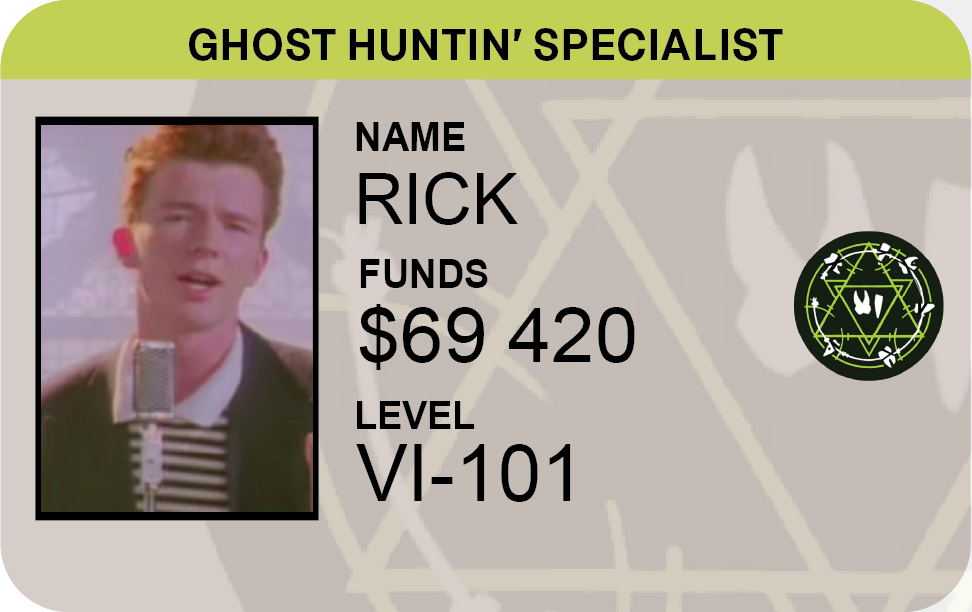 GHOST HUNTIN’ SPECIALIST
NAME
RICK
FUNDS
$69 420
LEVEL
VI-101